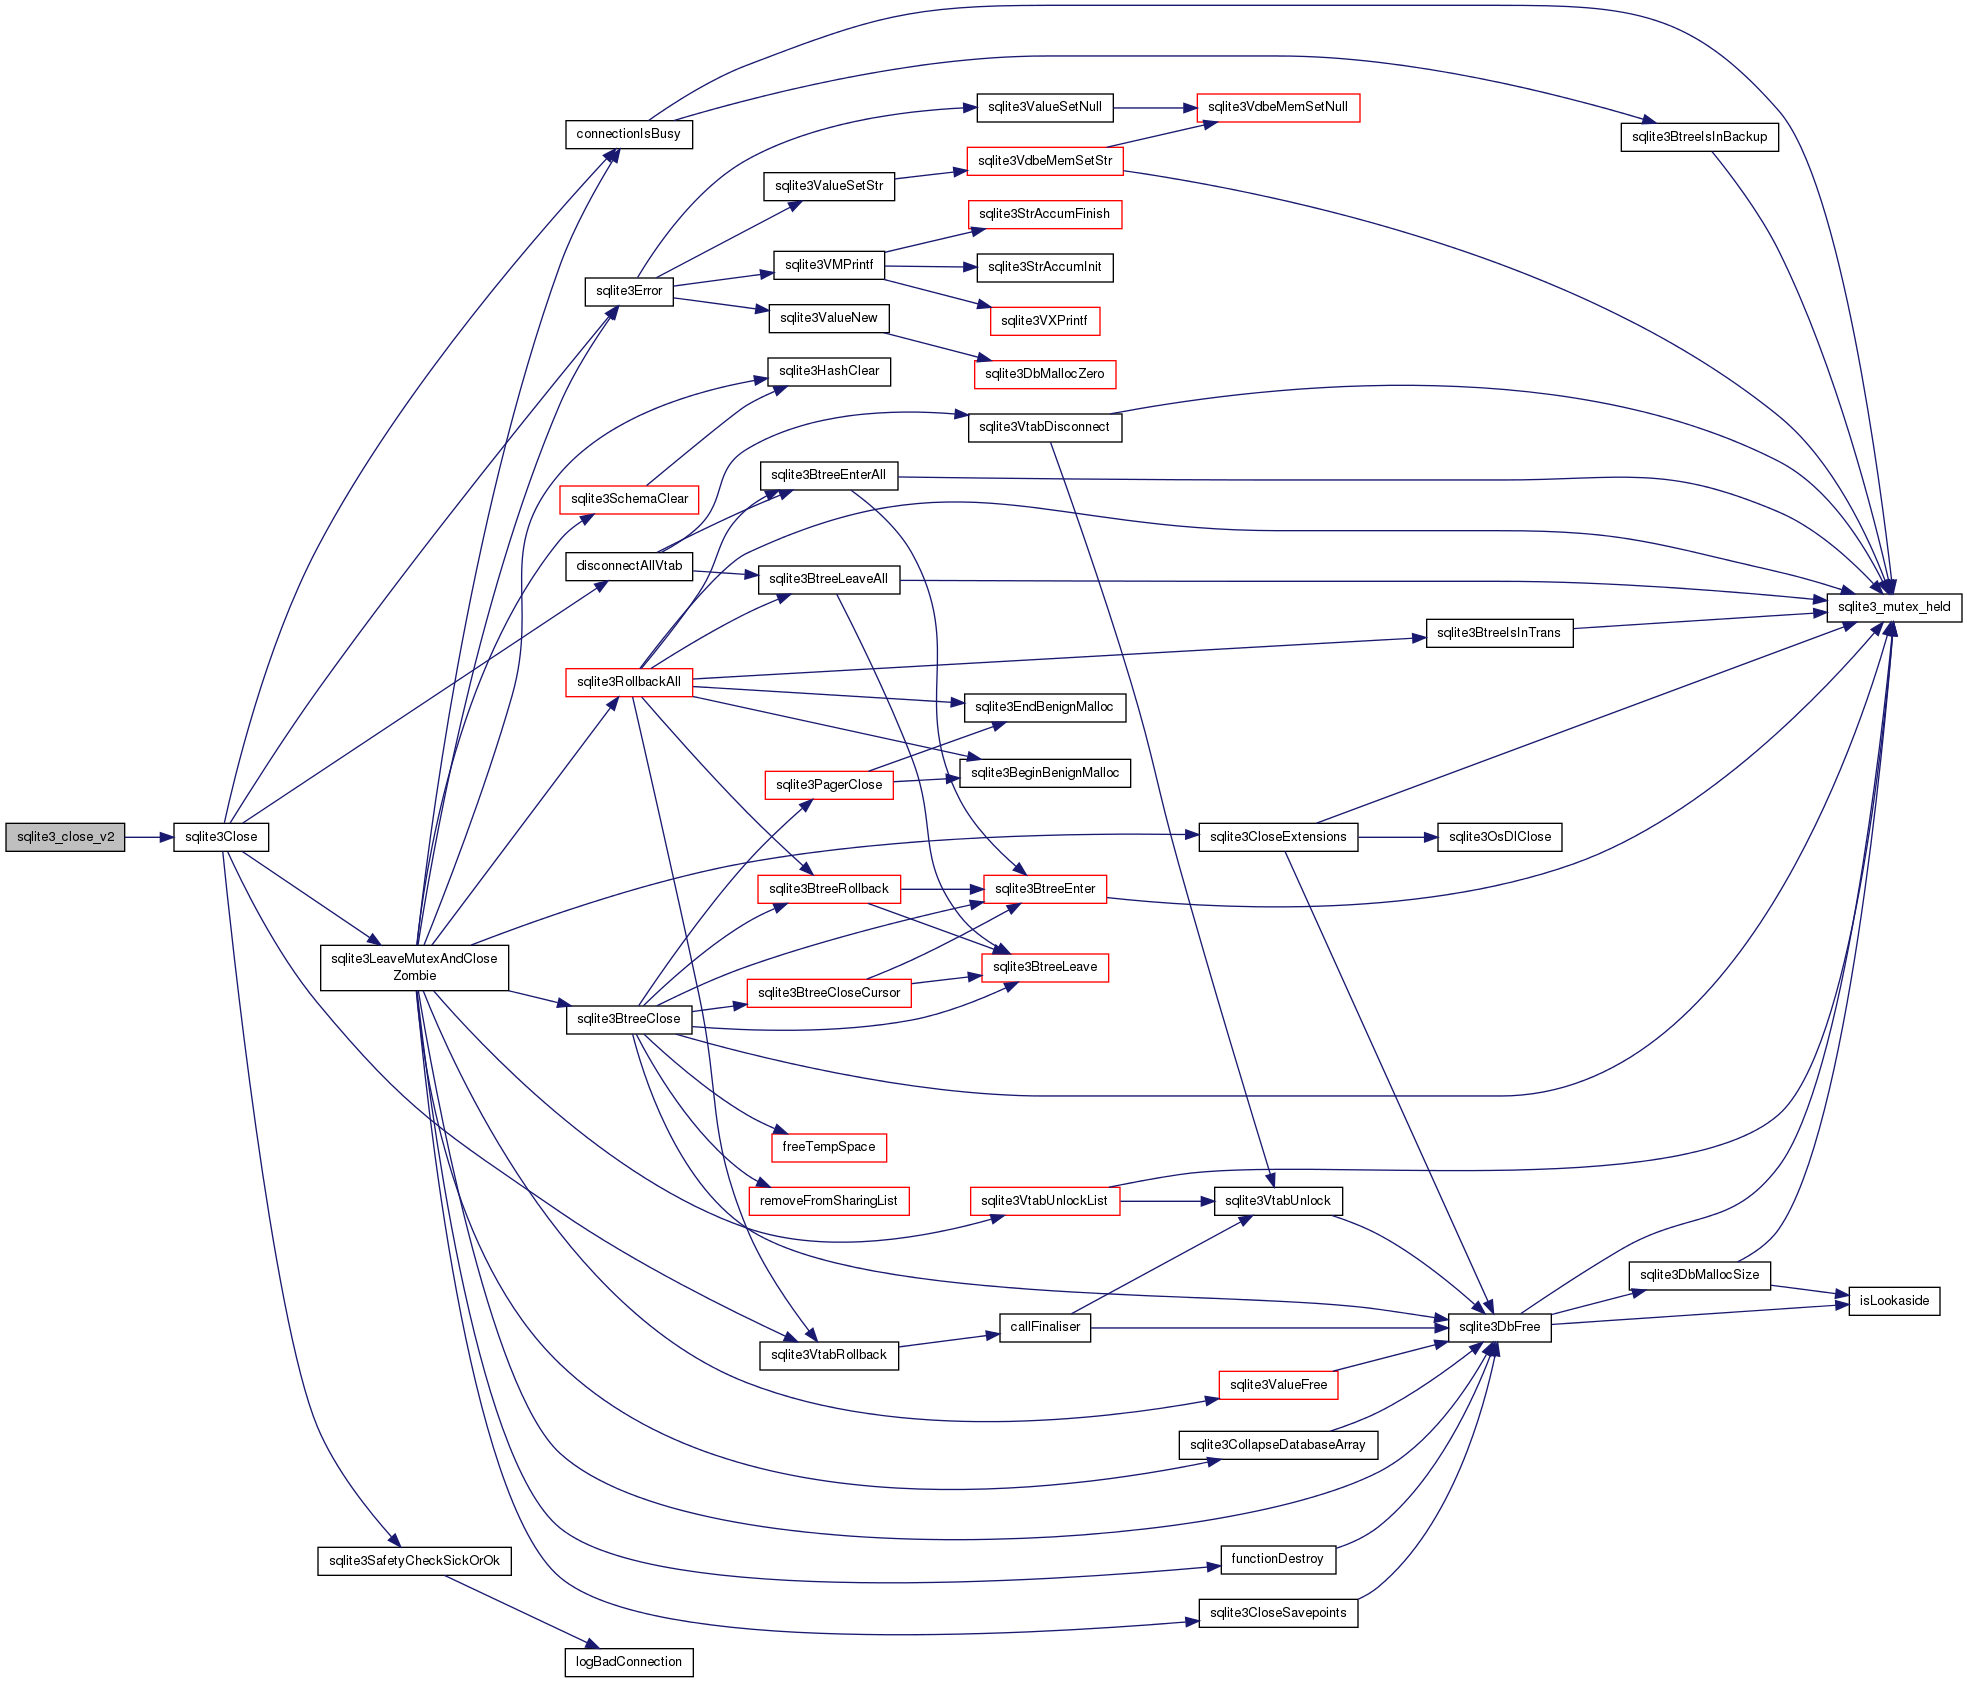 sqlite3_close_v2
sqlite3Close
sqlite3LeaveMutexAndClose
Zombie
sqlite3SafetyCheckSickOrOk
connectionIsBusy
sqlite3Error
sqlite3SchemaClear
disconnectAllVtab
sqlite3RollbackAll
sqlite3BtreeClose
logBadConnection
sqlite3ValueSetStr
sqlite3VMPrintf
sqlite3ValueNew
sqlite3HashClear
sqlite3BtreeEnterAll
sqlite3BtreeLeaveAll
sqlite3PagerClose
sqlite3BtreeRollback
sqlite3BtreeCloseCursor
freeTempSpace
removeFromSharingList
sqlite3VtabRollback
sqlite3ValueSetNull
sqlite3VdbeMemSetStr
sqlite3StrAccumFinish
sqlite3StrAccumInit
sqlite3VXPrintf
sqlite3DbMallocZero
sqlite3VtabDisconnect
sqlite3EndBenignMalloc
sqlite3BeginBenignMalloc
sqlite3BtreeEnter
sqlite3BtreeLeave
sqlite3VtabUnlockList
callFinaliser
sqlite3VdbeMemSetNull
sqlite3CloseExtensions
sqlite3VtabUnlock
sqlite3ValueFree
sqlite3CollapseDatabaseArray
functionDestroy
sqlite3CloseSavepoints
sqlite3BtreeIsInTrans
sqlite3OsDlClose
sqlite3DbFree
sqlite3BtreeIsInBackup
sqlite3DbMallocSize
sqlite3_mutex_held
isLookaside